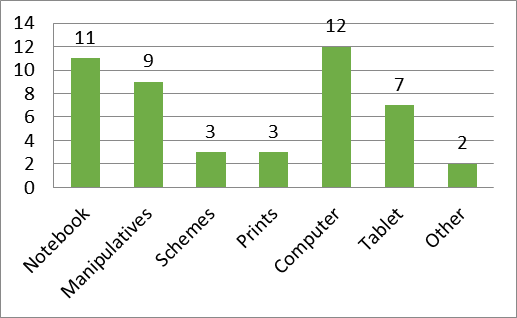 14
12
10
8
6
4
2
0
11
9
3
3
12
7
2
Notebook
Manipulatives
Schemes
Prints
Computer
Tablet
Other